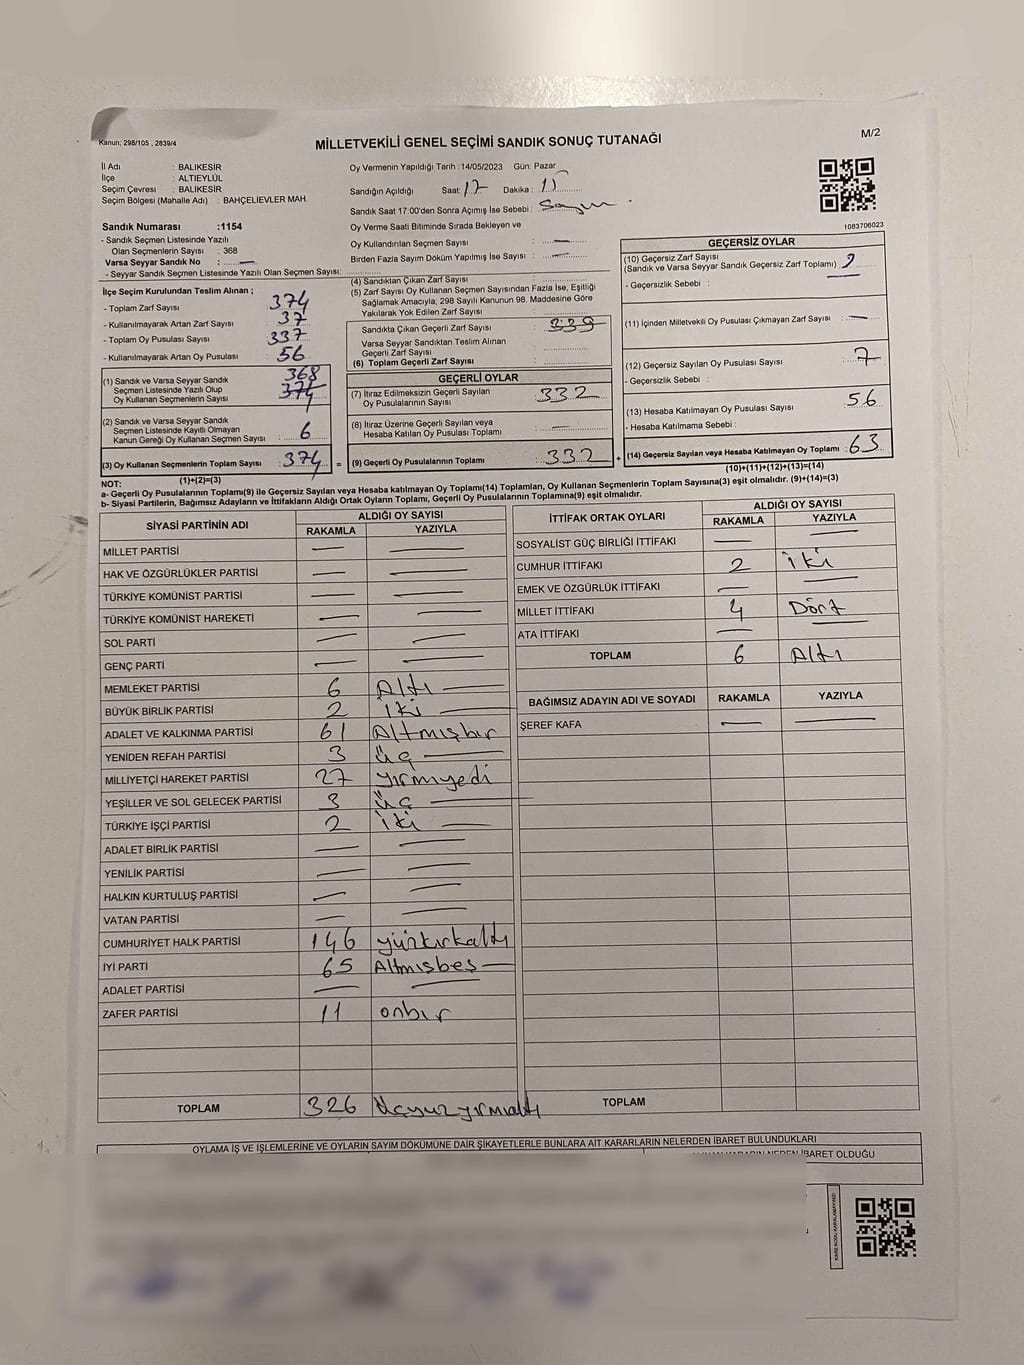 Kanun; 298/105 , 2839/4
MİLLETVEKİLİ GENEL SEÇİMİ SANDIK SONUÇ TUTANAĞI
M/2
İl Adı : BALIKESİR
İlçe : ALTIEYLÜL
Seçim Çevresi : BALIKESİR
Seçim Bölgesi (Mahalle Adı) : BAHÇELİEVLER MAH.
Oy Vermenin Yapıldığı Tarih :14/05/2023 Gün: Pazar
Sandığın Açıldığı Saat: 17 Dakika: 15
Sandık Saat 17:00'den Sonra Açımış İse Sebebi : Sayım
1083706023
Sandık Numarası :1154
- Sandık Seçmen Listesinde Yazılı
Olan Seçmenlerin Sayısı : 368
Varsa Seyyar Sandık No : —
- Seyyar Sandık Seçmen Listesinde Yazılı Olan Seçmen Sayısı:
Oy Verme Saati Bitiminde Sırada Bekleyen ve
Oy Kullandırılan Seçmen Sayısı : —
Birden Fazla Sayım Döküm Yapılmış İse Sayısı : —
İlçe Seçim Kurulundan Teslim Alınan ;
- Toplam Zarf Sayısı : 374
- Kullanılmayarak Artan Zarf Sayısı : 37
- Toplam Oy Pusulası Sayısı : 337
- Kullanılmayarak Artan Oy Pusulası : 56
(1) Sandık ve Varsa Seyyar Sandık
Seçmen Listesinde Yazılı Olup
Oy Kullanan Seçmenlerin Sayısı : 368 374
(2) Sandık ve Varsa Seyyar Sandık
Seçmen Listesinde Kayıtlı Olmayan
Kanun Gereği Oy Kullanan Seçmen Sayısı : 6
(3) Oy Kullanan Seçmenlerin Toplam Sayısı : 374 =
(1)+(2)=(3)
(4) Sandıktan Çıkan Zarf Sayısı :
(5) Zarf Sayısı Oy Kullanan Seçmen Sayısından Fazla İse, Eşitliği
Sağlamak Amacıyla; 298 Sayılı Kanunun 98. Maddesine Göre
Yakılarak Yok Edilen Zarf Sayısı :
Sandıkta Çıkan Geçerli Zarf Sayısı : 339
Varsa Seyyar Sandıktan Teslim Alınan
Geçerli Zarf Sayısı :
(6) Toplam Geçerli Zarf Sayısı :
GEÇERLİ OYLAR
(7) İtiraz Edilmeksizin Geçerli Sayılan
Oy Pusulalarının Sayısı : 332
(8) İtiraz Üzerine Geçerli Sayılan veya
Hesaba Katılan Oy Pusulası Toplamı : —
(9) Geçerli Oy Pusulalarının Toplamı : 332 +
GEÇERSİZ OYLAR
(10) Geçersiz Zarf Sayısı
(Sandık ve Varsa Seyyar Sandık Geçersiz Zarf Toplamı) :
- Geçersizlik Sebebi :
(11) İçinden Milletvekili Oy Pusulası Çıkmayan Zarf Sayısı : —
(12) Geçersiz Sayılan Oy Pusulası Sayısı : 7
- Geçersizlik Sebebi :
(13) Hesaba Katılmayan Oy Pusulası Sayısı : 56
- Hesaba Katılmama Sebebi :
(14) Geçersiz Sayılan veya Hesaba Katılmayan Oy Toplamı : 63
(10)+(11)+(12)+(13)=(14)
NOT:
a- Geçerli Oy Pusulalarının Toplamı(9) ile Geçersiz Sayılan veya Hesaba katılmayan Oy Toplamı(14) Toplamları, Oy Kullanan Seçmenlerin Toplam Sayısına(3) eşit olmalıdır. (9)+(14)=(3)
b- Siyasi Partilerin, Bağımsız Adayların ve İttifakların Aldığı Ortak Oyların Toplamı, Geçerli Oy Pusulalarının Toplamına(9) eşit olmalıdır.
SİYASİ PARTİNİN ADI
ALDIĞI OY SAYISI
RAKAMLA YAZIYLA
MİLLET PARTİSİ — —
HAK VE ÖZGÜRLÜKLER PARTİSİ — —
TÜRKİYE KOMÜNİST PARTİSİ — —
TÜRKİYE KOMÜNİST HAREKETİ — —
SOL PARTİ — —
GENÇ PARTİ — —
MEMLEKET PARTİSİ 6 Altı —
BÜYÜK BİRLİK PARTİSİ 2 iki —
ADALET VE KALKINMA PARTİSİ 61 Altmışbir
YENİDEN REFAH PARTİSİ 3 üç —
MİLLİYETÇİ HAREKET PARTİSİ 27 yirmiyedi
YEŞİLLER VE SOL GELECEK PARTİSİ 3 üç —
TÜRKİYE İŞÇİ PARTİSİ 2 iki —
ADALET BİRLİK PARTİSİ — —
YENİLİK PARTİSİ — —
HALKIN KURTULUŞ PARTİSİ — —
VATAN PARTİSİ — —
CUMHURİYET HALK PARTİSİ 146 yüzkırkaltı
İYİ PARTİ 65 Altmışbeş —
ADALET PARTİSİ — —
ZAFER PARTİSİ 11 onbir
TOPLAM 326 Üçyüzyirmialtı
İTTİFAK ORTAK OYLARI
ALDIĞI OY SAYISI
RAKAMLA YAZIYLA
SOSYALİST GÜÇ BİRLİĞİ İTTİFAKI — —
CUMHUR İTTİFAKI 2 iki
EMEK VE ÖZGÜRLÜK İTTİFAKI — —
MİLLET İTTİFAKI 4 Dört
ATA İTTİFAKI — —
TOPLAM 6 Altı
BAĞIMSIZ ADAYIN ADI VE SOYADI RAKAMLA YAZIYLA
ŞEREF KAFA — —
TOPLAM
OYLAMA İŞ VE İŞLEMLERİNE VE OYLARIN SAYIM DÖKÜMÜNE DAİR ŞİKAYETLERLE BUNLARA AİT KARARLARIN NELERDEN İBARET BULUNDUKLARI
İBARET OLDUĞU